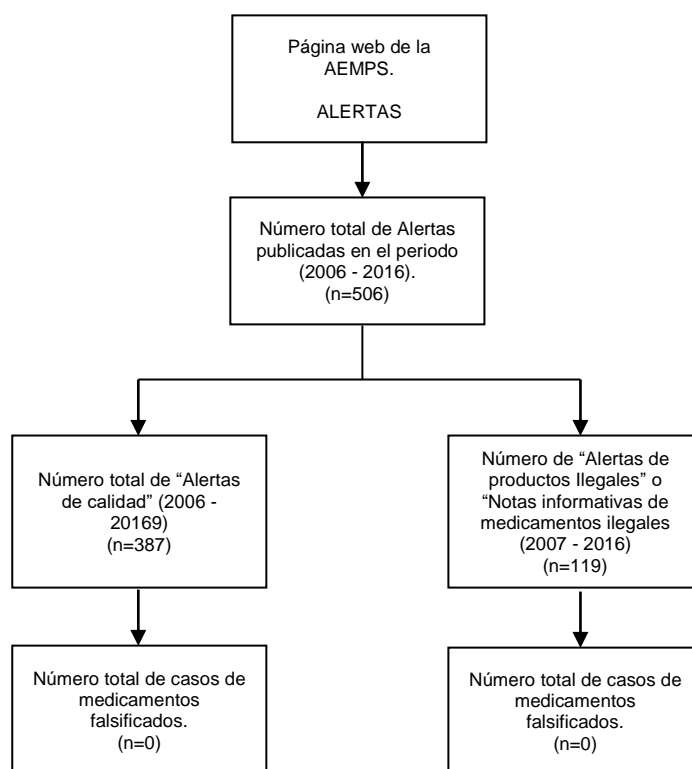 Página web de la
AEMPS.
ALERTAS
Número total de Alertas
publicadas en el periodo
(2006 - 2016).
(n=506)
Número total de “Alertas
de calidad” (2006 -
20169)
(n=387)
Número de “Alertas de
productos Ilegales” o
“Notas informativas de
medicamentos ilegales
(2007 - 2016)
(n=119)
Número total de casos de
medicamentos
falsificados.
(n=0)
Número total de casos de
medicamentos
falsificados.
(n=0)